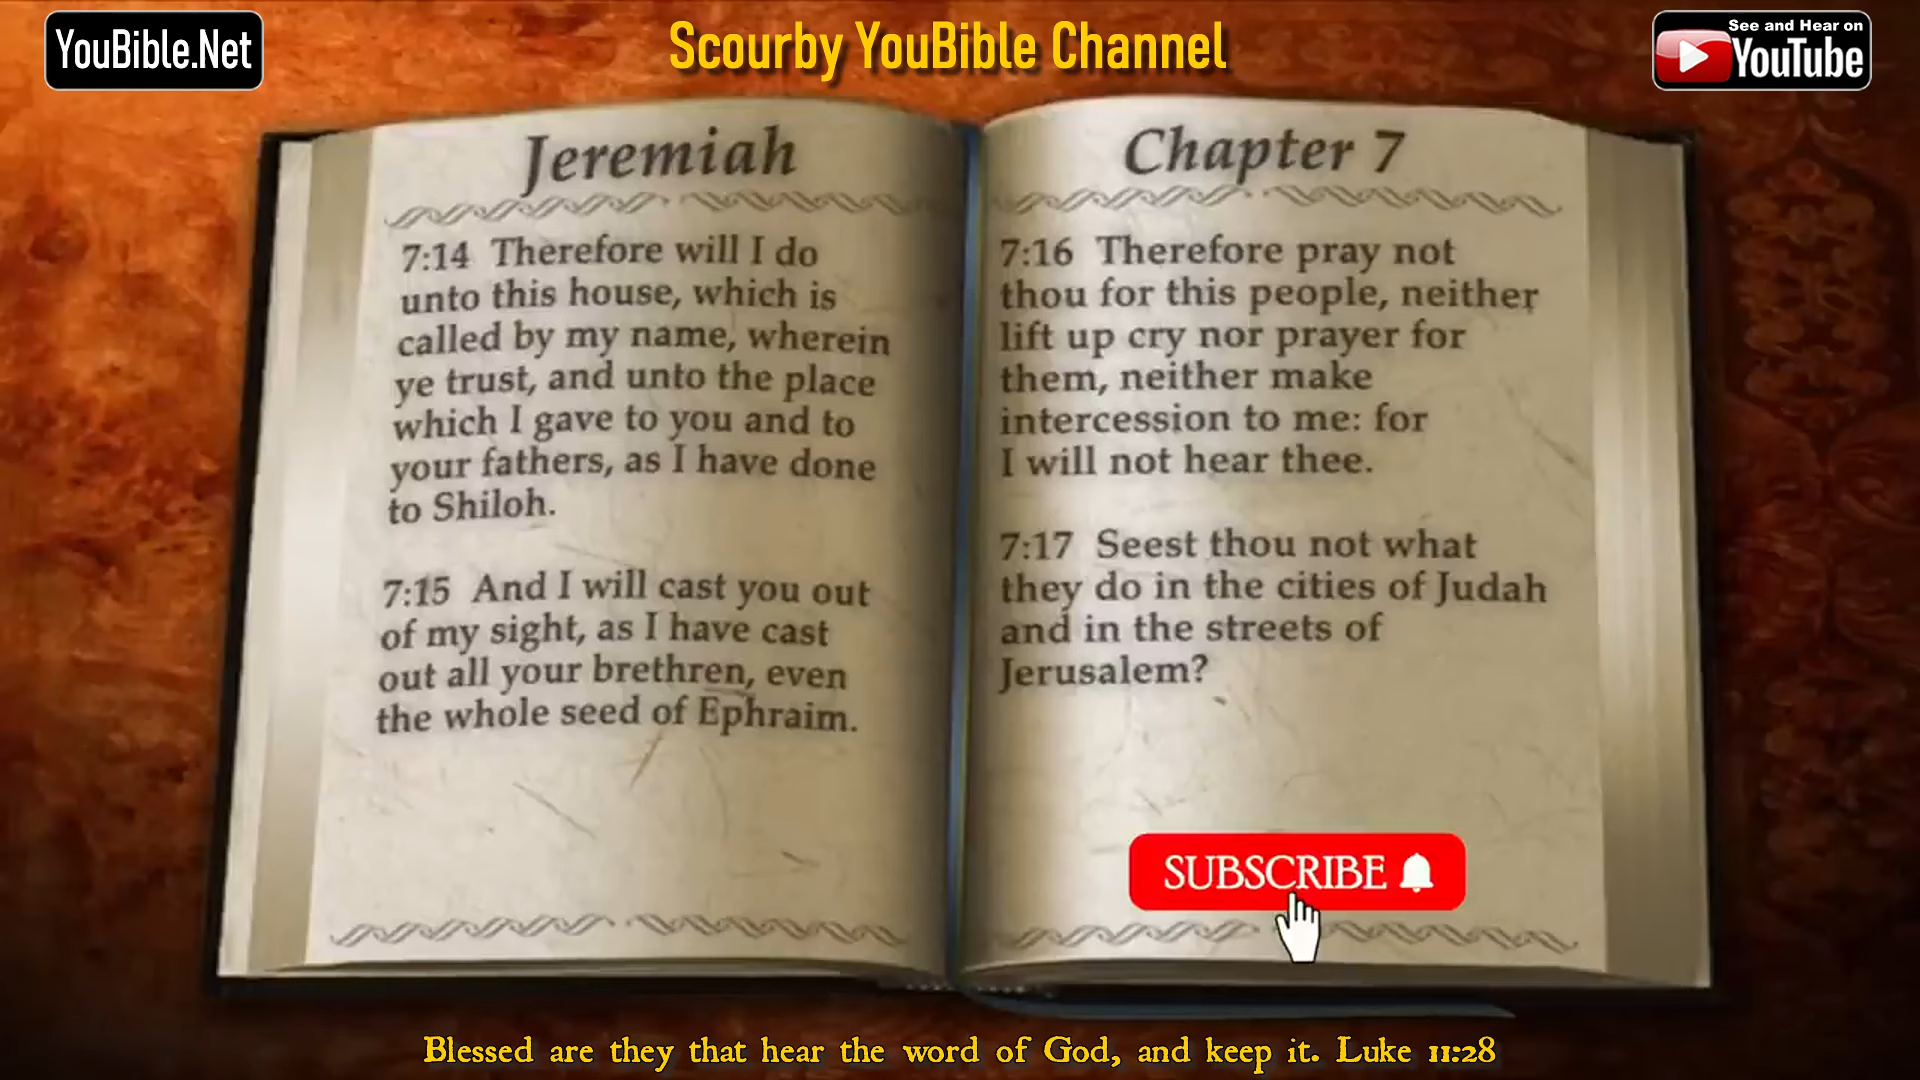 YouBible.Net
Scourby YouBible Channel
See and Hear on
YouTube
Jeremiah
7:14 Therefore will I do
unto this house, which is
called by my name, wherein
ye trust, and unto the place
which I gave to you and to
your fathers, as I have done
to Shiloh.
7:15 And I will cast you out
of my sight, as I have cast
out all your brethren, even
the whole seed of Ephraim.
Chapter 7
7:16 Therefore pray not
thou for this people, neither
lift up cry nor prayer for
them, neither make
intercession to me: for
I will not hear thee.
7:17 Seest thou not what
they do in the cities of Judah
and in the streets of
Jerusalem?
SUBSCRIBE
Blessed are they that hear the word of God, and keep it. Luke 11:28